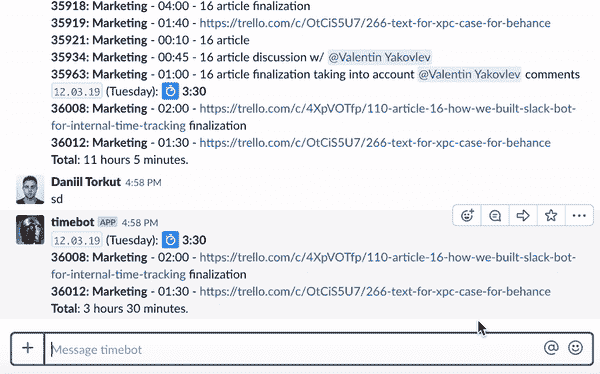 35918: Marketing - 04:00 - 16 article finalization
35919: Marketing - 01:40 - https://trello.com/c/OtCiS5U7/266-text-for-xpc-case-for-behance
35921: Marketing - 00:10 - 16 article
35934: Marketing - 00:45 - 16 article discussion w/ @Valentin Yakovlev
35963: Marketing - 01:00 - 16 article finalization taking into account @Valentin Yakovlev comments
12.03.19 (Tuesday): 3:30
36008: Marketing - 02:00 - https://trello.com/c/4XpVOTfp/110-article-16-how-we-built-slack-bot-
for-internal-time-tracking finalization
36012: Marketing - 01:30 - https://trello.com/c/OtCiS5U7/266-text-for-xpc-case-for-behance
Total: 11 hours 5 minutes.
Daniil Torkut 4:58 PM
sd
timebot APP 4:58 PM
12.03.19 (Tuesday): 3:30
36008: Marketing - 02:00 - https://trello.com/c/4XpVOTfp/110-article-16-how-we-built-slack-bot-
for-internal-time-tracking finalization
36012: Marketing - 01:30 - https://trello.com/c/OtCiS5U7/266-text-for-xpc-case-for-behance
Total: 3 hours 30 minutes.
Message timebot